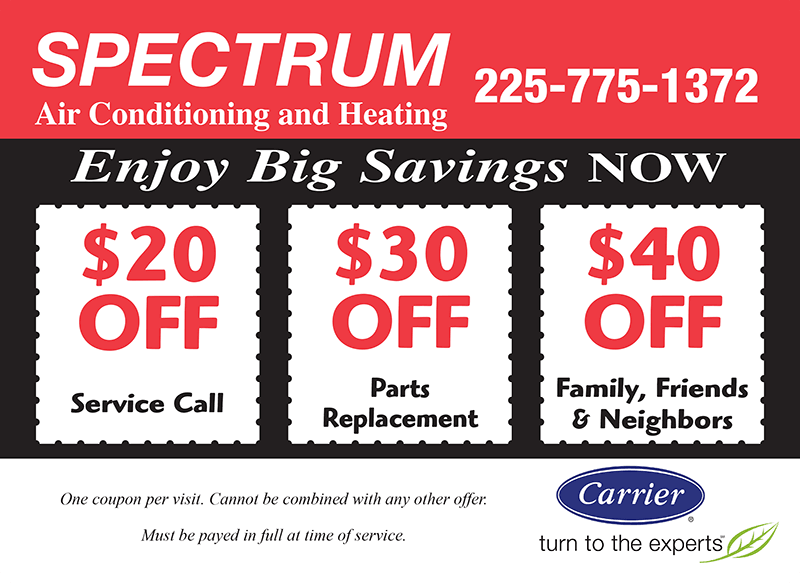 SPECTRUM
Air Conditioning and Heating
225-775-1372
Enjoy Big Savings NOW
$20
OFF
Service Call
$30
OFF
Parts
Replacement
$40
OFF
Family, Friends
& Neighbors
One coupon per visit. Cannot be combined with any other offer.
Must be payed in full at time of service.
Carrier®
turn to the experts℠